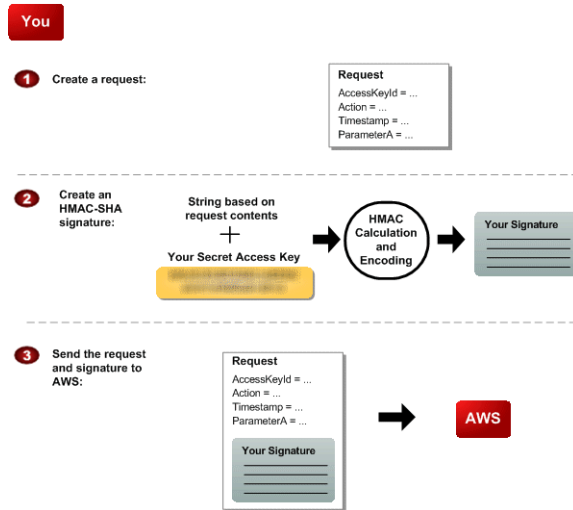 You
1 Create a request:
Request
AccessKeyId = ...
Action = ...
Timestamp = ...
ParameterA = ...
2 Create an
HMAC-SHA
signature:
String based on
request contents
Your Secret Access Key
HMAC
Calculation
and
Encoding
Your Signature
3 Send the request
and signature to
AWS:
Request
AccessKeyId = ...
Action = ...
Timestamp = ...
ParameterA = ...
Your Signature
AWS